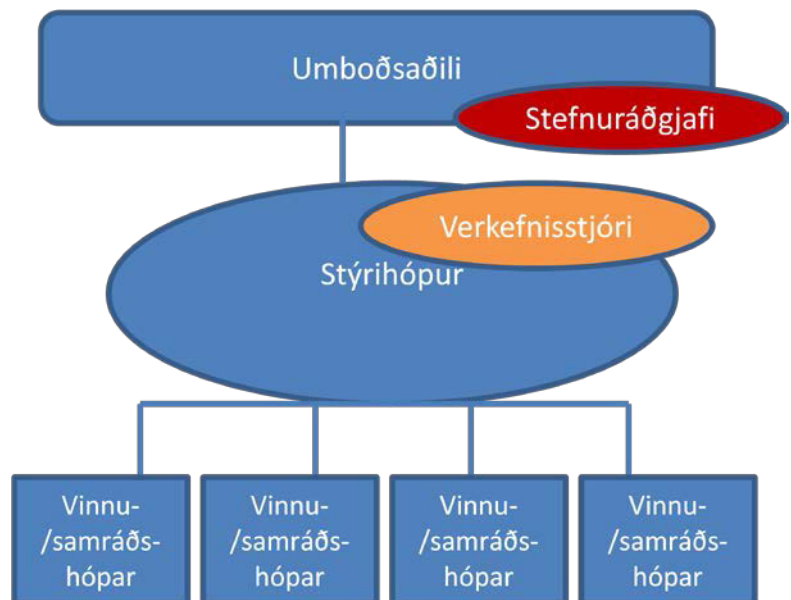 Umboðsaðili
Stefnuráðgjafi
Verkefnisstjóri
Stýrihópur
Vinnu-
/samráðs-
hópar
Vinnu-
/samráðs-
hópar
Vinnu-
/samráðs-
hópar
Vinnu-
/samráðs-
hópar